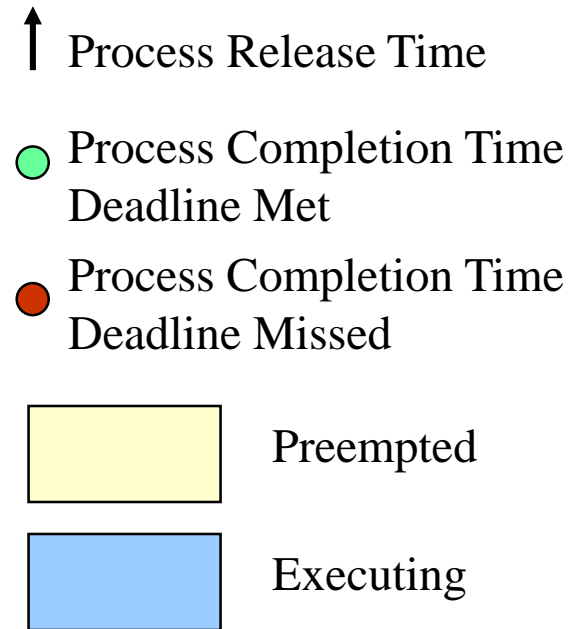 Process Release Time
Process Completion Time
Deadline Met
Process Completion Time
Deadline Missed
Preempted
Executing